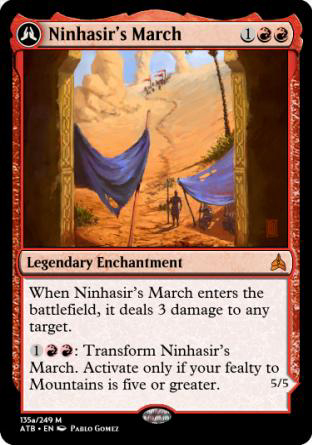 Ninhasir's March 1
Legendary Enchantment
When Ninhasir's March enters the
battlefield, it deals 3 damage to any
target.
1: Transform Ninhasir's
March. Activate only if your fealty to
Mountains is five or greater.
5/5
135a/249 M
ATB • EN Pablo Gomez